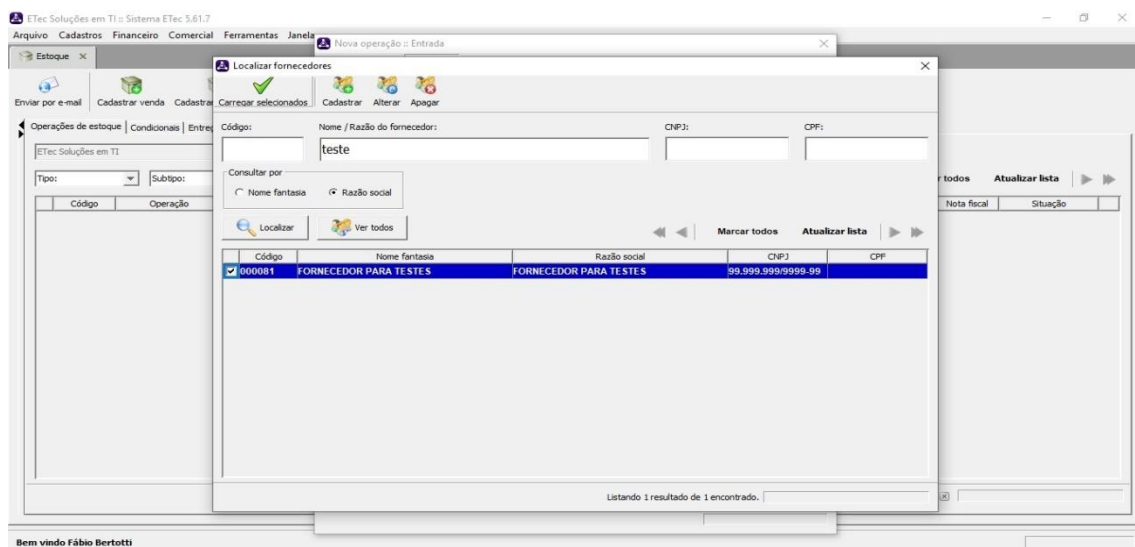 ETec Soluções em TI :: Sistema ETec 5.61.7
Arquivo Cadastros Financeiro Comercial Ferramentas Janela
Nova operação :: Entrada
Estoque
Localizar fornecedores
Enviar por e-mail Cadastrar venda Carregar selecionados Cadastrar Alterar Apagar
Operações de estoque Condicionais
Código: Nome / Razão do fornecedor: CNPJ: CPF:
teste
ETec Soluções em TI
Consultar por
Nome fantasia Razão social
Tipo: Subtipo: todos Atualizar lista
Código Operação Nota fiscal Situação
Localizar Ver todos Marcar todos Atualizar lista
Código Nome fantasia Razão social CNPJ CPF
000081 FORNECEDOR PARA TESTES FORNECEDOR PARA TESTES 99.999.999/9999-99
Listando 1 resultado de 1 encontrado.
Bem vindo Fábio Bertotti